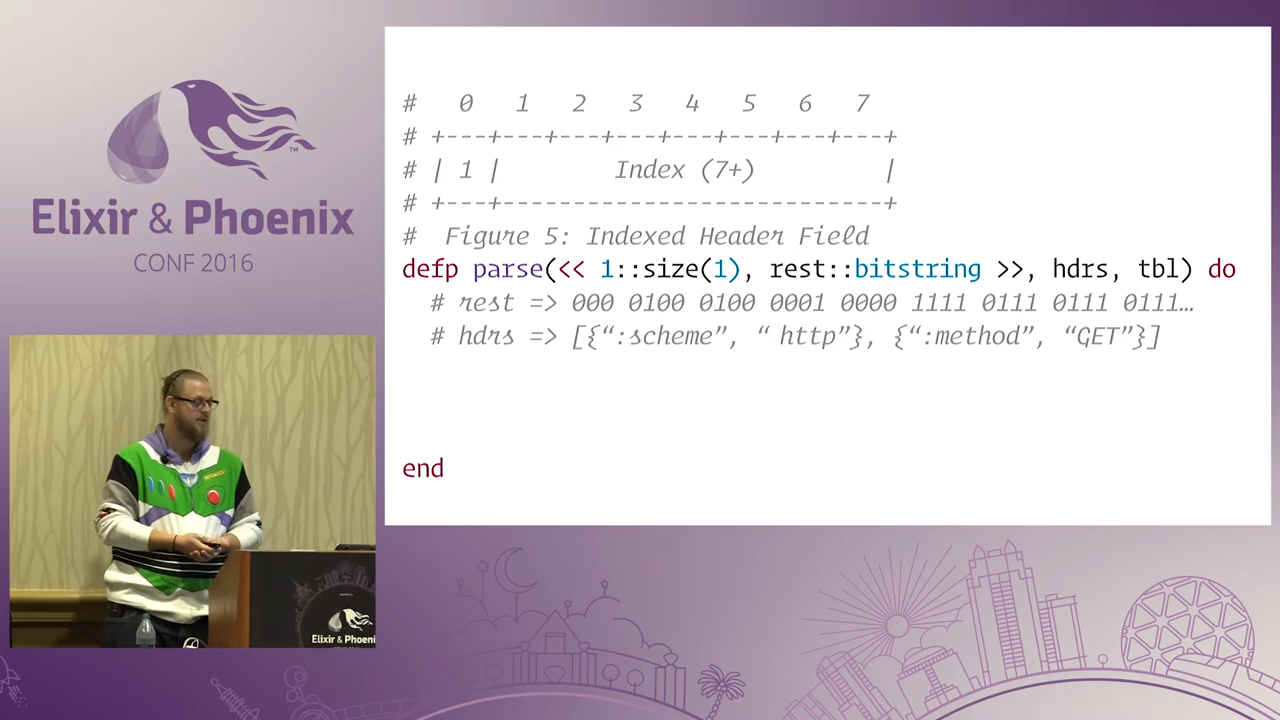 Elixir & Phoenix
CONF 2016
#   0   1   2   3   4   5   6   7
# +---+---+---+---+---+---+---+---+
# | 1 |        Index (7+)         |
# +---+---------------------------+
#  Figure 5: Indexed Header Field
defp parse(<< 1::size(1), rest::bitstring >>, hdrs, tbl) do
  # rest => 000 0100 0100 0001 0000 1111 0111 0111 0111…
  # hdrs => [{“:scheme”, “ http”}, {“:method”, “GET”}]
end
Elixir & Phoeni